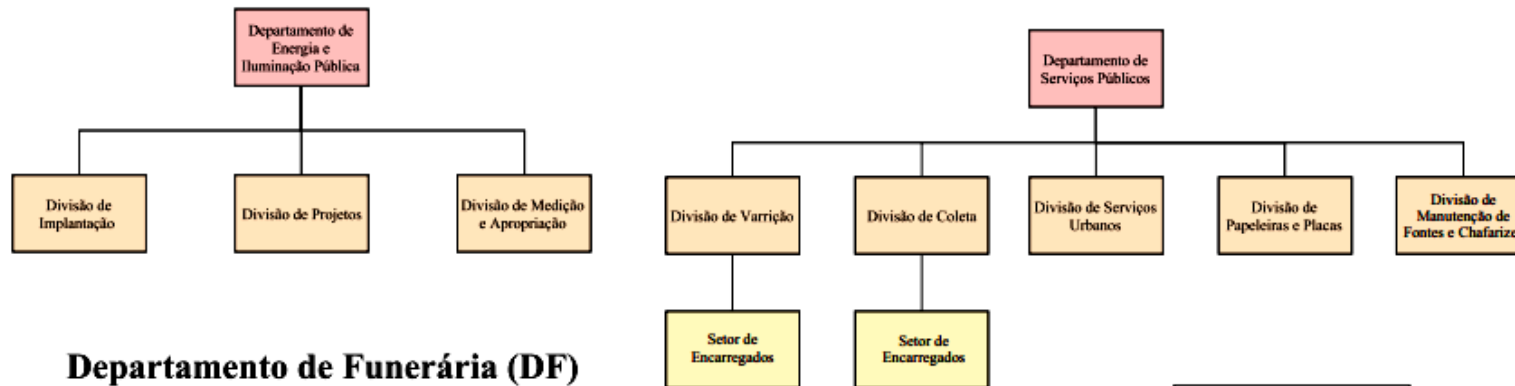 Departamento de
Energia e
Iluminação Pública
Divisão de
Implantação
Divisão de Projetos
Divisão de Medição
e Apropriação
Departamento de Funerária (DF)
Departamento de
Serviços Públicos
Divisão de Varrição
Divisão de Coleta
Divisão de Serviços
Urbanos
Divisão de
Papeleiras e Placas
Divisão de
Manutenção de
Fontes e Chafarize
Setor de
Encarregados
Setor de
Encarregados